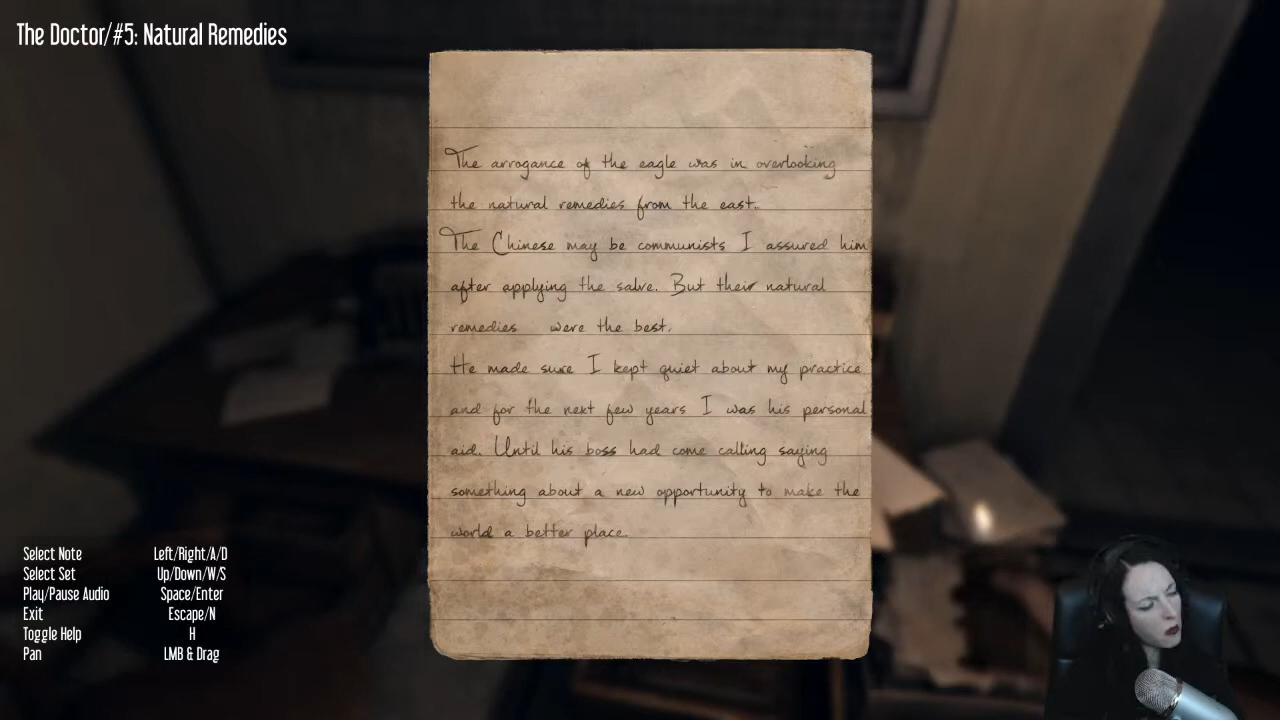 The Doctor/#5: Natural Remedies
The arrogance of the eagle was in overlooking
the natural remedies from the east..
The Chinese may be communists I assured him
after applying the salve. But their natural
remedies were the best.
He made sure I kept quiet about my practice
and for the next few years I was his personal
aid. Until his boss had come calling saying
something about a new opportunity to make the
world a better place.
Select Note Left/Right/A/D
Select Set Up/Down/W/S
Play/Pause Audio Space/Enter
Exit Escape/N
Toggle Help H
Pan LMB & Drag